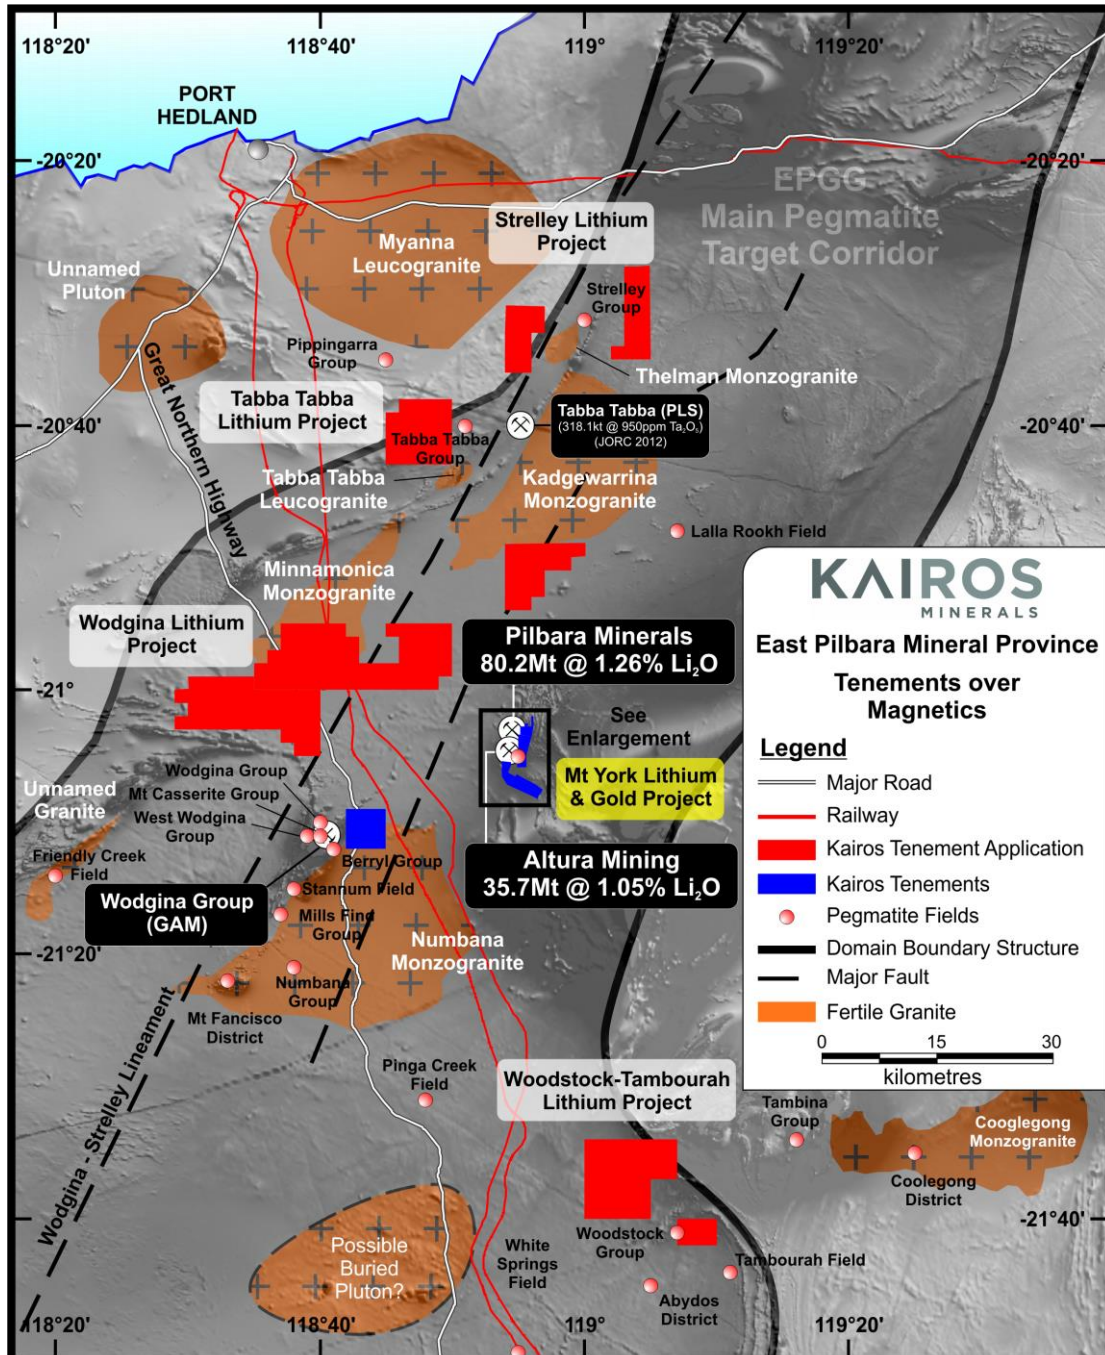 118°20'
118°40'
119°
119°20'
PORT
HEDLAND
-20°20'
-20°20'
EPGG
Main Pegmatite
Target Corridor
Strelley Lithium
Project
Myanna
Leucogranite
Unnamed
Pluton
Strelley
Group
Pippingarra
Group
Great Northern Highway
Thelman Monzogranite
Tabba Tabba
Lithium Project
Tabba Tabba (PLS)
(318.1kt @ 950ppm Ta₂O₅)
(JORC 2012)
-20°40'
-20°40'
Tabba Tabba
Group
Tabba Tabba
Leucogranite
Kadgewarrina
Monzogranite
Lalla Rookh Field
Minnamonica
Monzogranite
Wodgina Lithium
Project
Pilbara Minerals
80.2Mt @ 1.26% Li₂O
-21°
See
Enlargement
Mt York Lithium
& Gold Project
Wodgina Group
Mt Casserite Group
West Wodgina
Group
Unnamed
Granite
Friendly Creek
Field
Berryl Group
Altura Mining
35.7Mt @ 1.05% Li₂O
Stannum Field
Wodgina Group
(GAM)
Mills Find
Group
Numbana
Monzogranite
-21°20'
Numbana
Group
Mt Fancisco
District
Wodgina - Strelley Lineament
Pinga Creek
Field
Woodstock-Tambourah
Lithium Project
KAIROS
MINERALS
East Pilbara Mineral Province
Tenements over
Magnetics
Legend
Major Road
Railway
Kairos Tenement Application
Kairos Tenements
Pegmatite Fields
Domain Boundary Structure
Major Fault
Fertile Granite
0 15 30
kilometres
Tambina
Group
Cooglegong
Monzogranite
Coolegong
District
-21°40'
Woodstock
Group
White
Springs
Field
Tambourah Field
Abydos
District
Possible
Buried
Pluton?
118°20'
118°40'
119°
119°20'